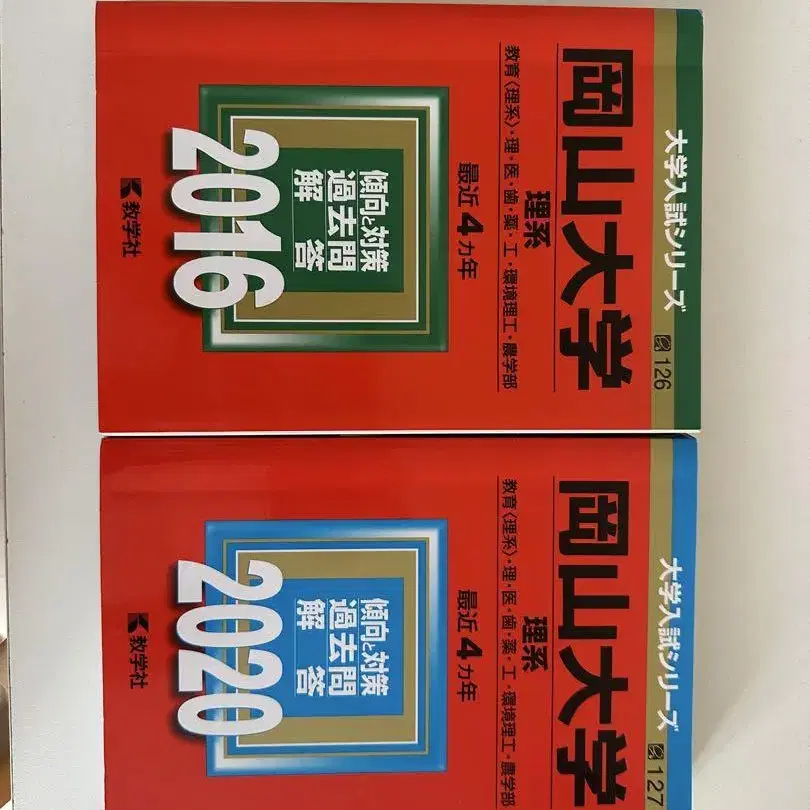 大学入試シリーズ
126
岡山大学
理系
教育〈理系〉・理・医・歯・薬・工・環境理工・農学部
最近4カ年
傾向と対策
過去問
解答
2016
教学社
大学入試シリーズ
127
岡山大学
理系
教育〈理系〉・理・医・歯・薬・工・環境理工・農学部
最近4カ年
傾向と対策
過去問
解答
2020
教学社